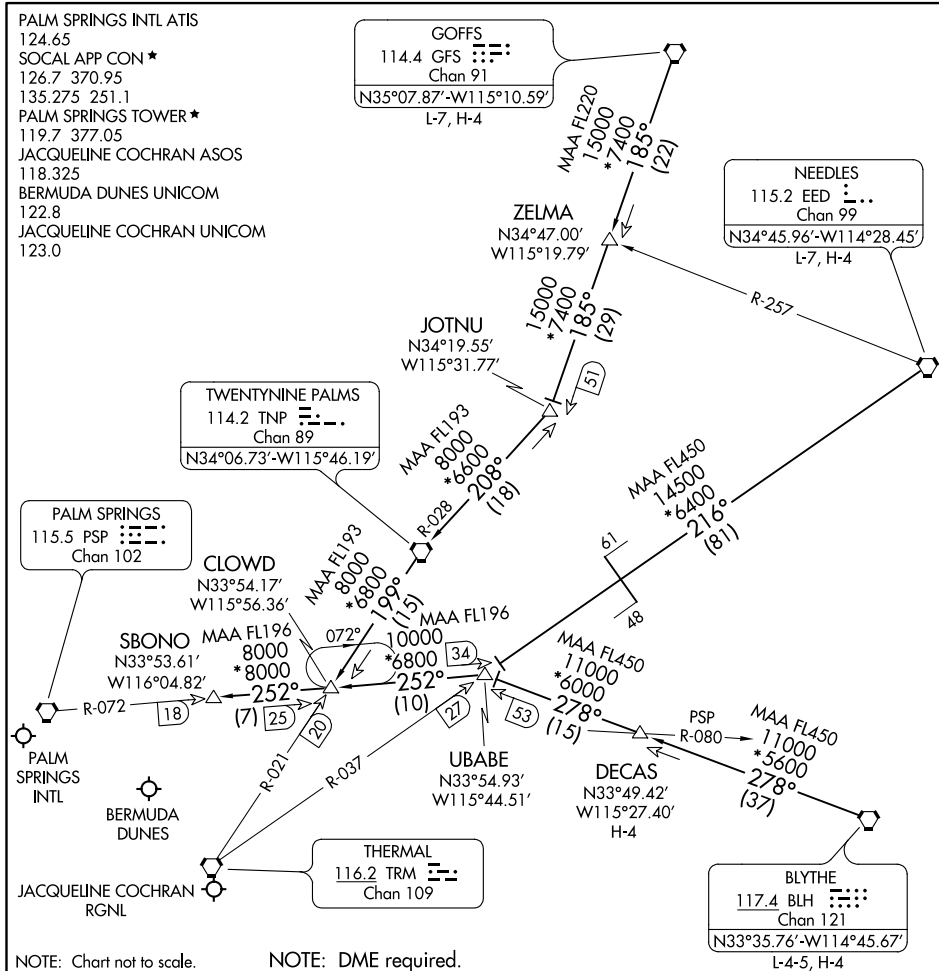 PALM SPRINGS INTL ATIS
124.65
SOCAL APP CON ★
126.7 370.95
135.275 251.1
PALM SPRINGS TOWER ★
119.7 377.05
JACQUELINE COCHRAN ASOS
118.325
BERMUDA DUNES UNICOM
122.8
JACQUELINE COCHRAN UNICOM
123.0
GOFFS
114.4 GFS
Chan 91
N35°07.87'-W115°10.59'
L-7, H-4
MAA FL220
15000
*7400
185°
(22)
NEEDLES
115.2 EED
Chan 99
N34°45.96'-W114°28.45'
L-7, H-4
ZELMA
N34°47.00'
W115°19.79'
R-257
15000
*7400
185°
(29)
JOTNU
N34°19.55'
W115°31.77'
51
TWENTYNINE PALMS
114.2 TNP
Chan 89
N34°06.73'-W115°46.19'
MAA FL193
8000
*6600
208°
(18)
R-028
MAA FL450
14500
*6400
216°
(81)
61
48
PALM SPRINGS
115.5 PSP
Chan 102
CLOWD
N33°54.17'
W115°56.36'
MAA FL193
8000
*6800
199°
(15)
SBONO
N33°53.61'
W116°04.82'
MAA FL196
8000
*8000
252°
(7)
25
072°
MAA FL196
10000
*6800
252°
(10)
34
R-072
18
20
R-021
R-037
27
53
UBABE
N33°54.93'
W115°44.51'
MAA FL450
11000
*6000
278°
(15)
PSP
R-080
DECAS
N33°49.42'
W115°27.40'
H-4
MAA FL450
11000
*5600
278°
(37)
PALM
SPRINGS
INTL
BERMUDA
DUNES
JACQUELINE COCHRAN
RGNL
THERMAL
116.2 TRM
Chan 109
BLYTHE
117.4 BLH
Chan 121
N33°35.76'-W114°45.67'
L-4-5, H-4
NOTE: Chart not to scale.
NOTE: DME required.